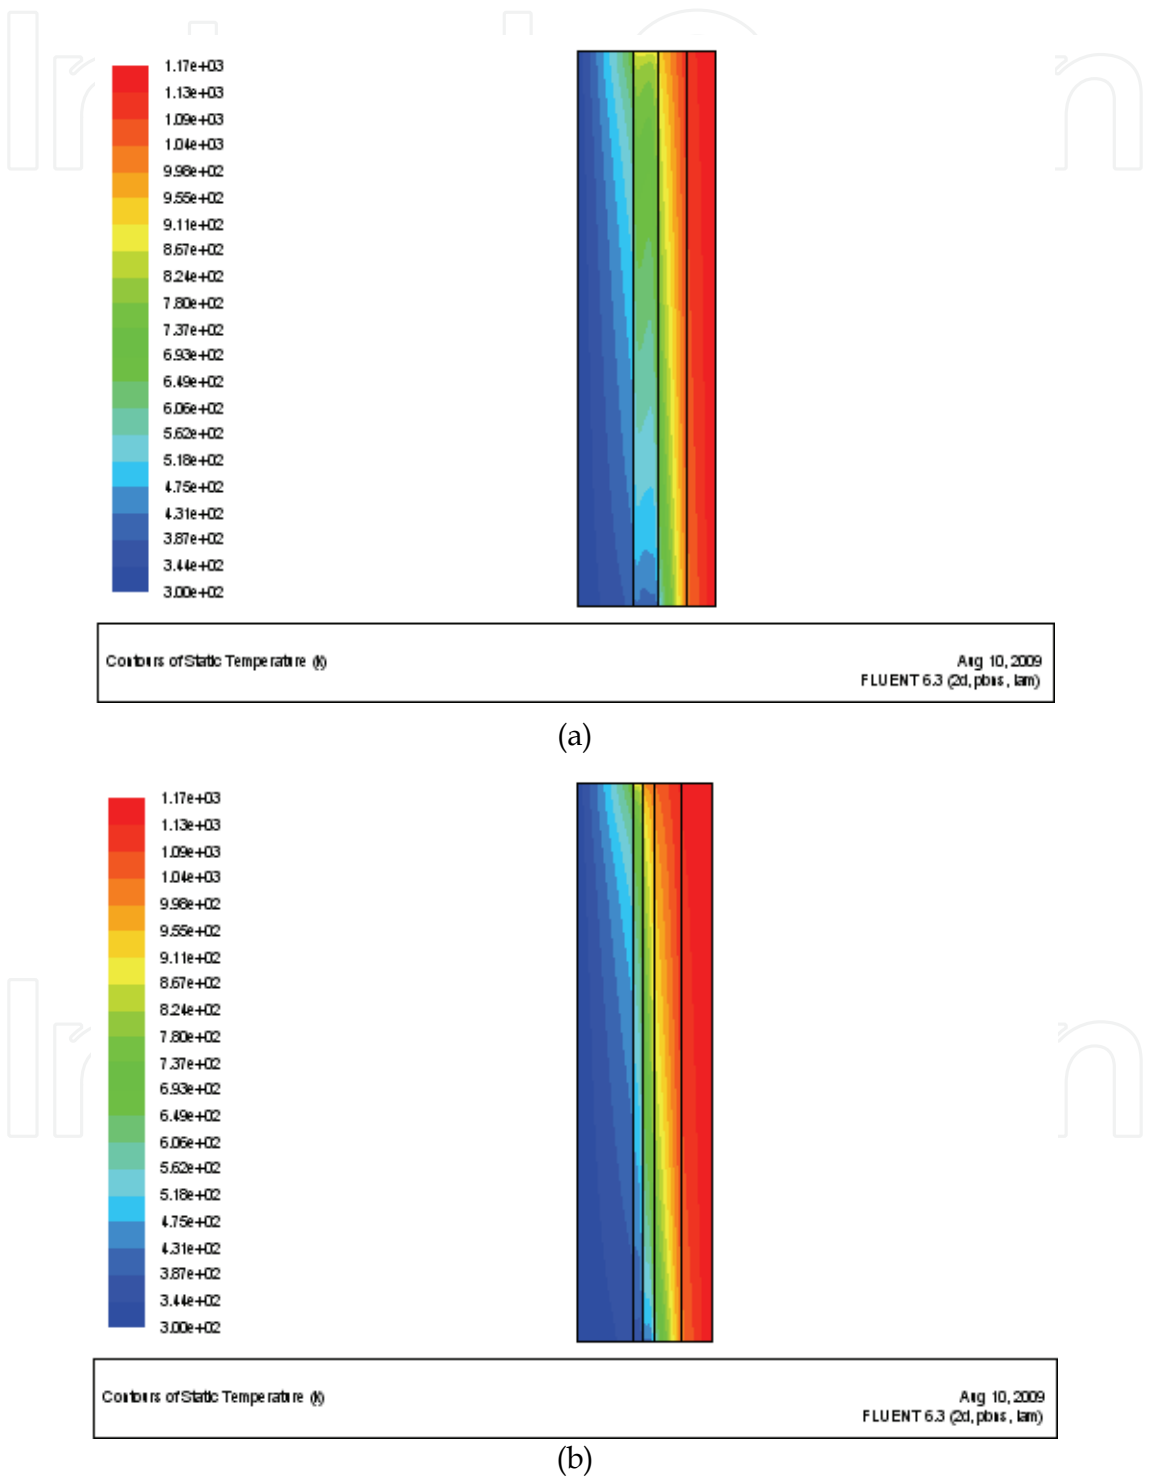 1.17e+03
1.13e+03
1.09e+03
1.04e+03
9.98e+02
9.55e+02
9.11e+02
8.67e+02
8.24e+02
7.80e+02
7.37e+02
6.93e+02
6.49e+02
6.06e+02
5.62e+02
5.18e+02
4.75e+02
4.31e+02
3.87e+02
3.44e+02
3.00e+02
Contours of Static Temperature (k)
Aug 10, 2009
FLUENT 6.3 (2d, pbns, lam)
(a)
1.17e+03
1.13e+03
1.09e+03
1.04e+03
9.98e+02
9.55e+02
9.11e+02
8.67e+02
8.24e+02
7.80e+02
7.37e+02
6.93e+02
6.49e+02
6.06e+02
5.62e+02
5.18e+02
4.75e+02
4.31e+02
3.87e+02
3.44e+02
3.00e+02
Contours of Static Temperature (k)
Aug 10, 2009
FLUENT 6.3 (2d, pbns, lam)
(b)